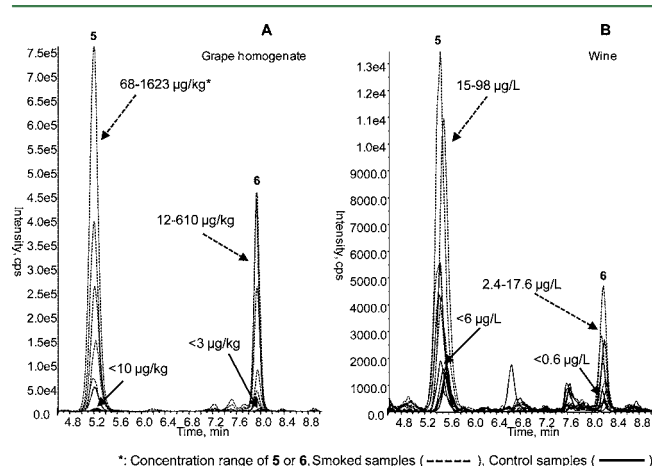 A
B
5
5
Grape homogenate
Wine
7.5e5
7.0e5
6.5e5
6.0e5
5.5e5
5.0e5
4.5e5
4.0e5
3.5e5
3.0e5
2.5e5
2.0e5
1.5e5
1.0e5
5.0e4
0.0
Intensity, cps
68-1623 µg/kg*
6
12-610 µg/kg
<3 µg/kg
<10 µg/kg
4.8 5.2 5.6 6.0 6.4 6.8 7.2 7.6 8.0 8.4 8.8
Time, min
1.3e4
1.2e4
1.0e4
9000.0
8000.0
7000.0
6000.0
5000.0
4000.0
3000.0
2000.0
1000.0
0.0
Intensity, cps
15-98 µg/L
6
2.4-17.6 µg/L
<6 µg/L
<0.6 µg/L
4.8 5.2 5.6 6.0 6.4 6.8 7.2 7.6 8.0 8.4 8.8
Time, min
*: Concentration range of 5 or 6, Smoked samples ( ----- ), Control samples ( —— )